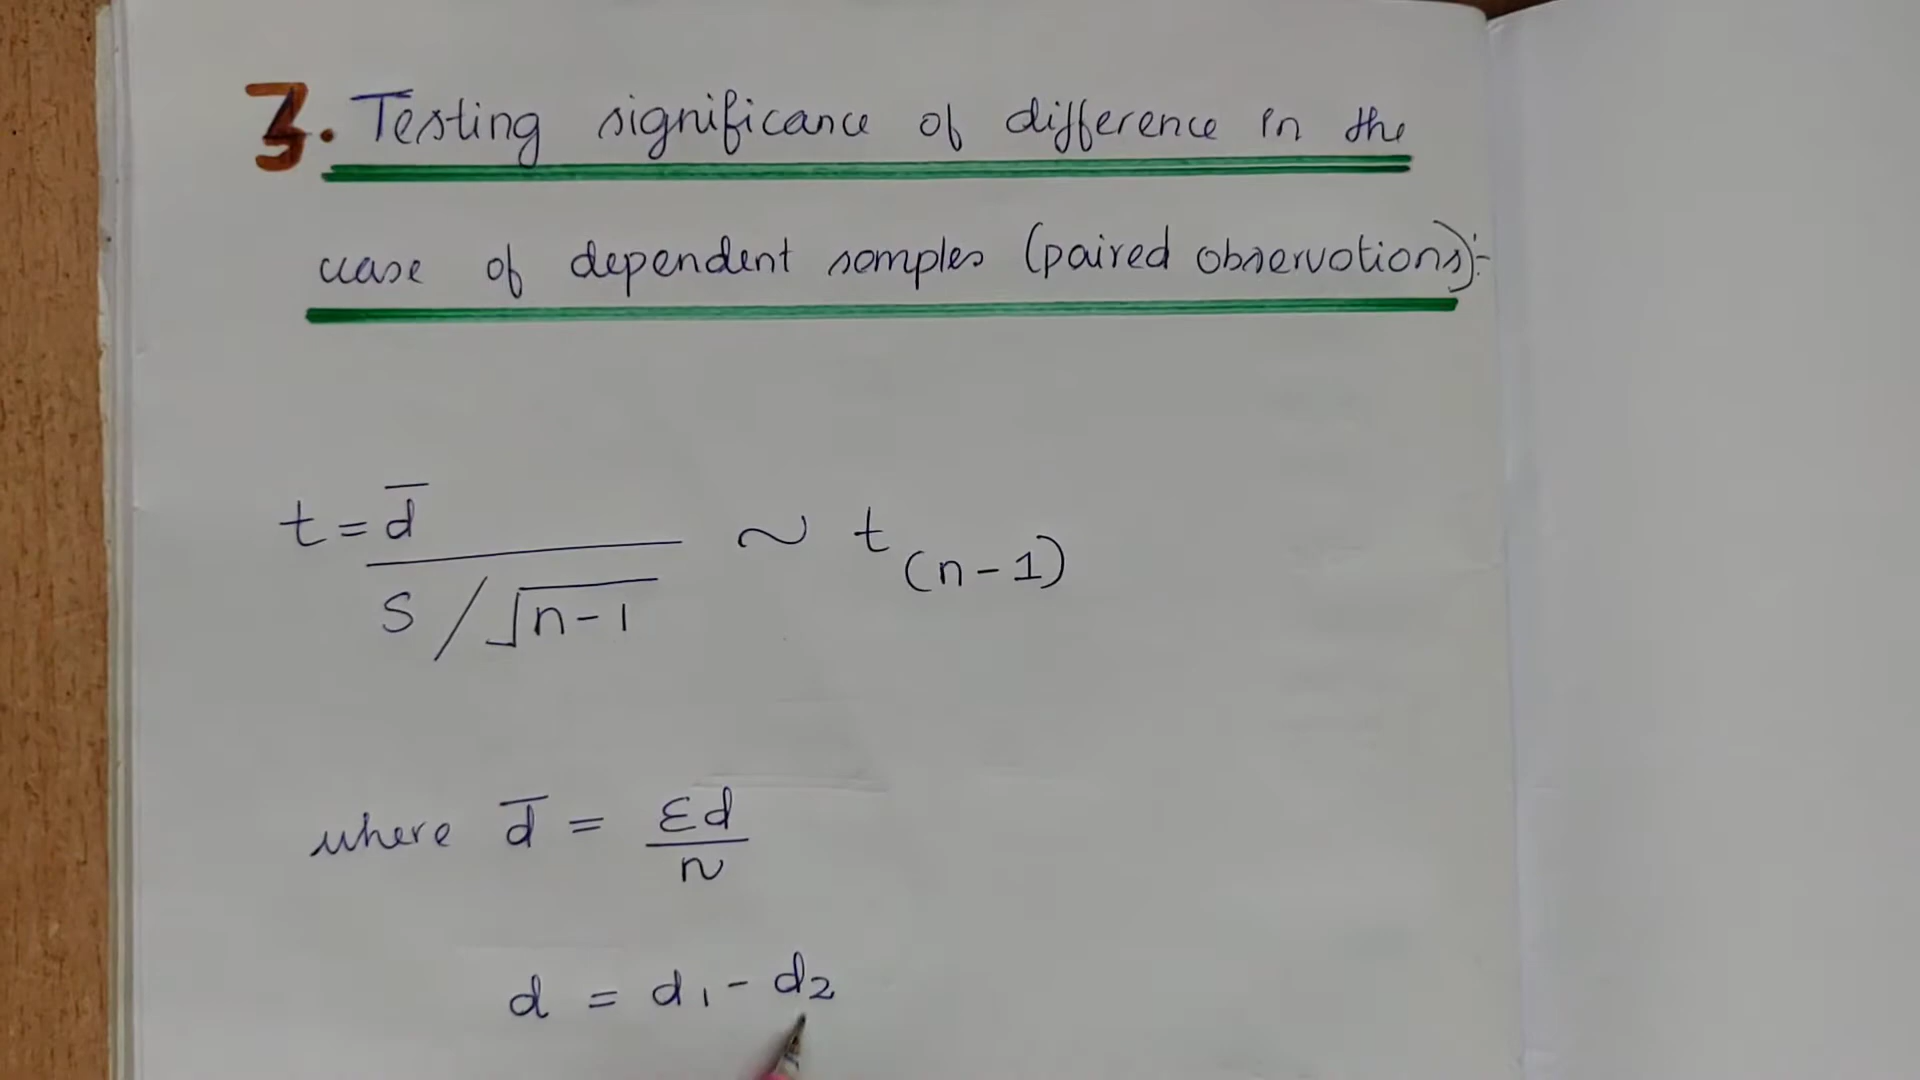 3. Testing significance of difference in the
case of dependent samples (paired observations):-
t = d̅
S / √n-1
~ t (n-1)
where d̅ = Σd
n
d = d₁ - d₂